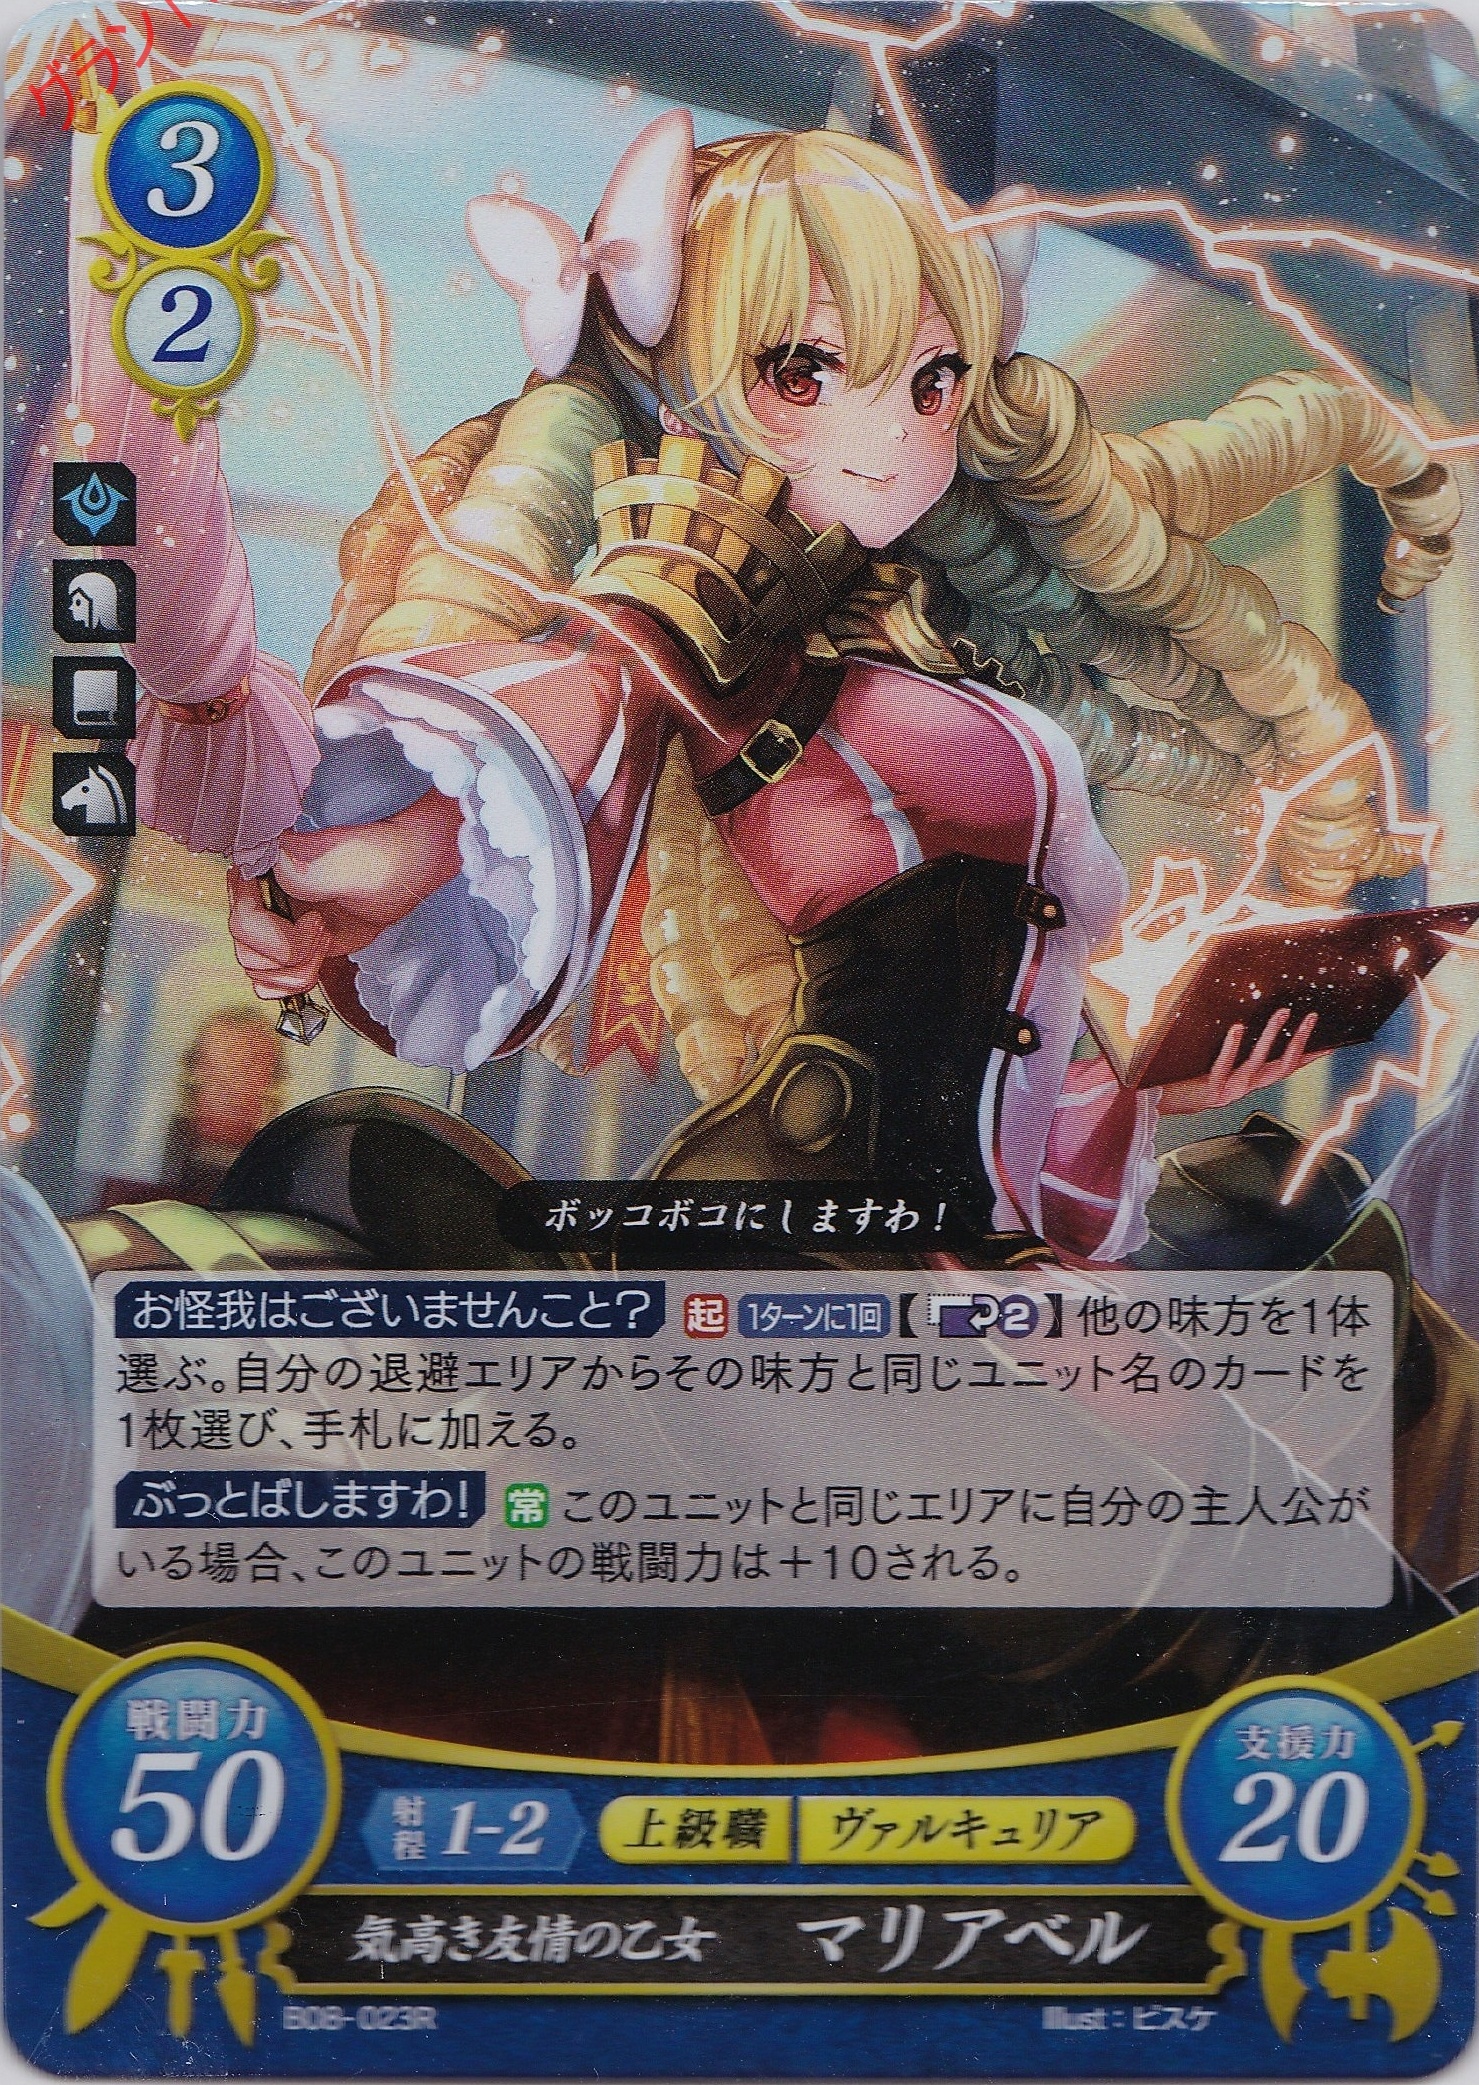 グラン
3
2
ボッコボコにしますわ！
お怪我はございませんこと？ 起 1ターンに1回 【 2】他の味方を1体
選ぶ。自分の退避エリアからその味方と同じユニット名のカードを
1枚選び、手札に加える。
ぶっとばしますわ！ 常 このユニットと同じエリアに自分の主人公が
いる場合、このユニットの戦闘力は＋10される。
戦闘力
50
射程 1-2
上級職 ヴァルキュリア
支援力
20
気高き友情の乙女 マリアベル
B08-023R
Illust：ビスケ